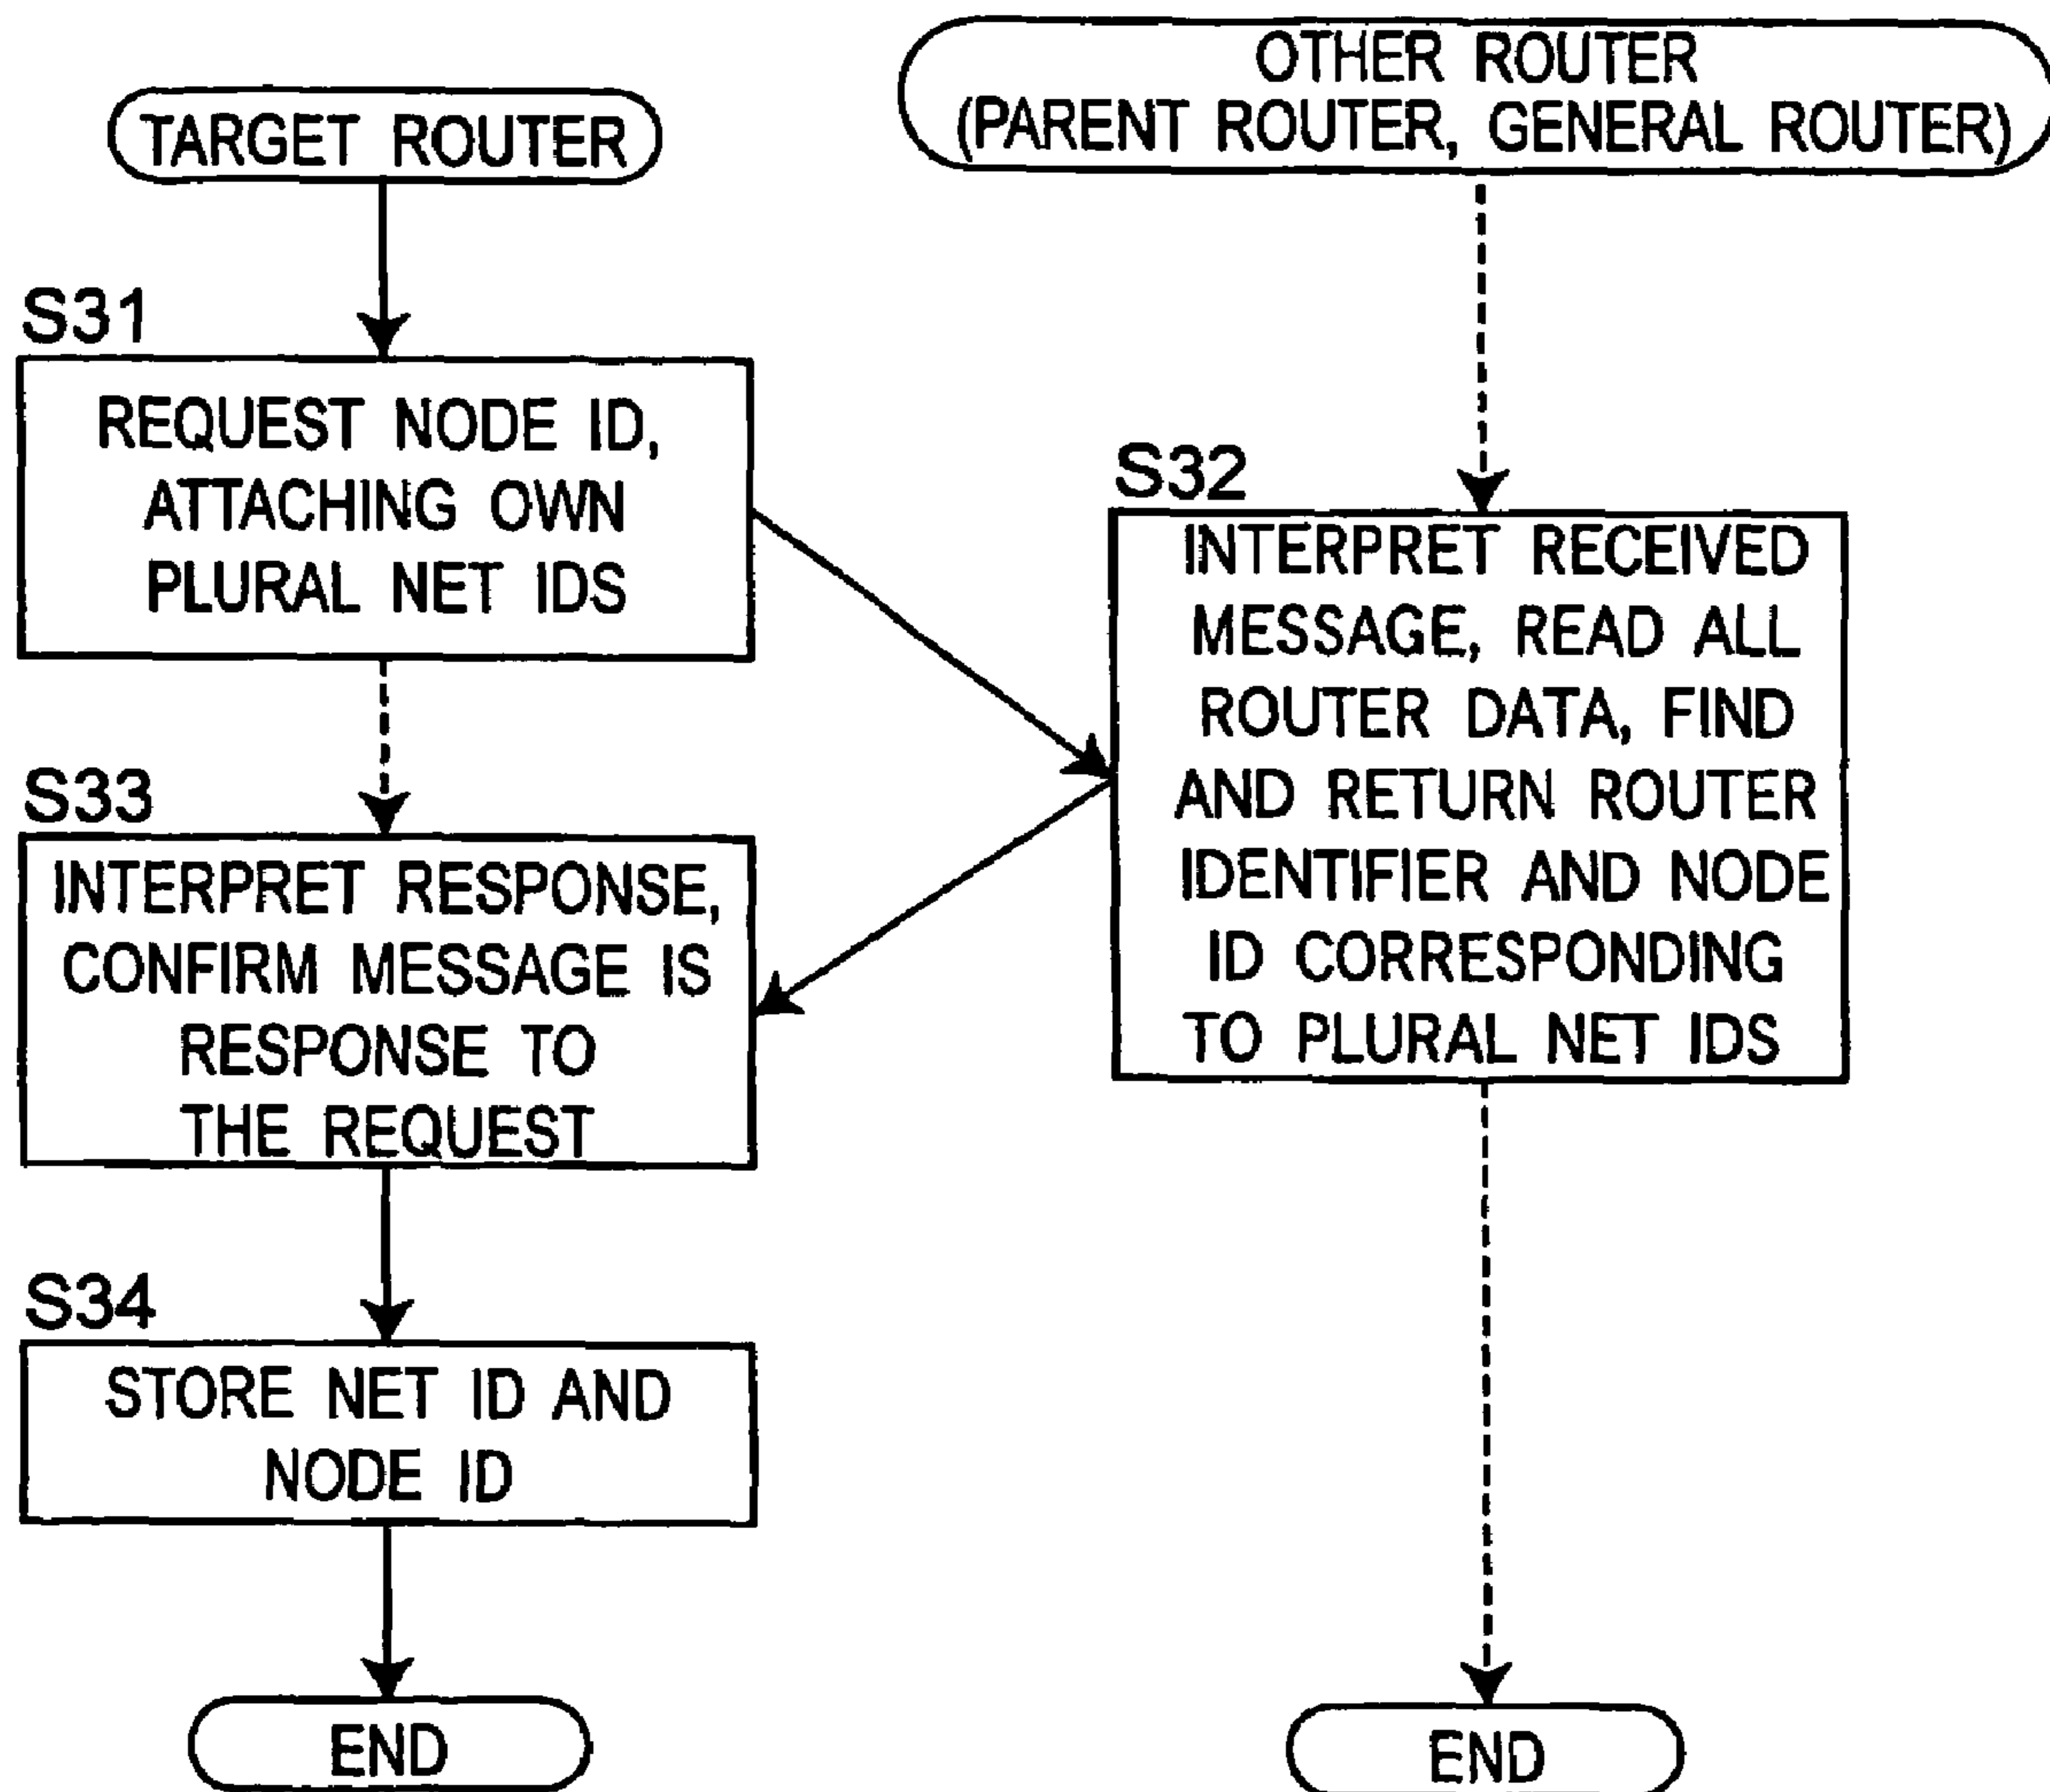 TARGET ROUTER
OTHER ROUTER
(PARENT ROUTER, GENERAL ROUTER)
S31
REQUEST NODE ID,
ATTACHING OWN
PLURAL NET IDS
S32
INTERPRET RECEIVED
MESSAGE, READ ALL
ROUTER DATA, FIND
AND RETURN ROUTER
IDENTIFIER AND NODE
ID CORRESPONDING
TO PLURAL NET IDS
S33
INTERPRET RESPONSE,
CONFIRM MESSAGE IS
RESPONSE TO
THE REQUEST
S34
STORE NET ID AND
NODE ID
END
END